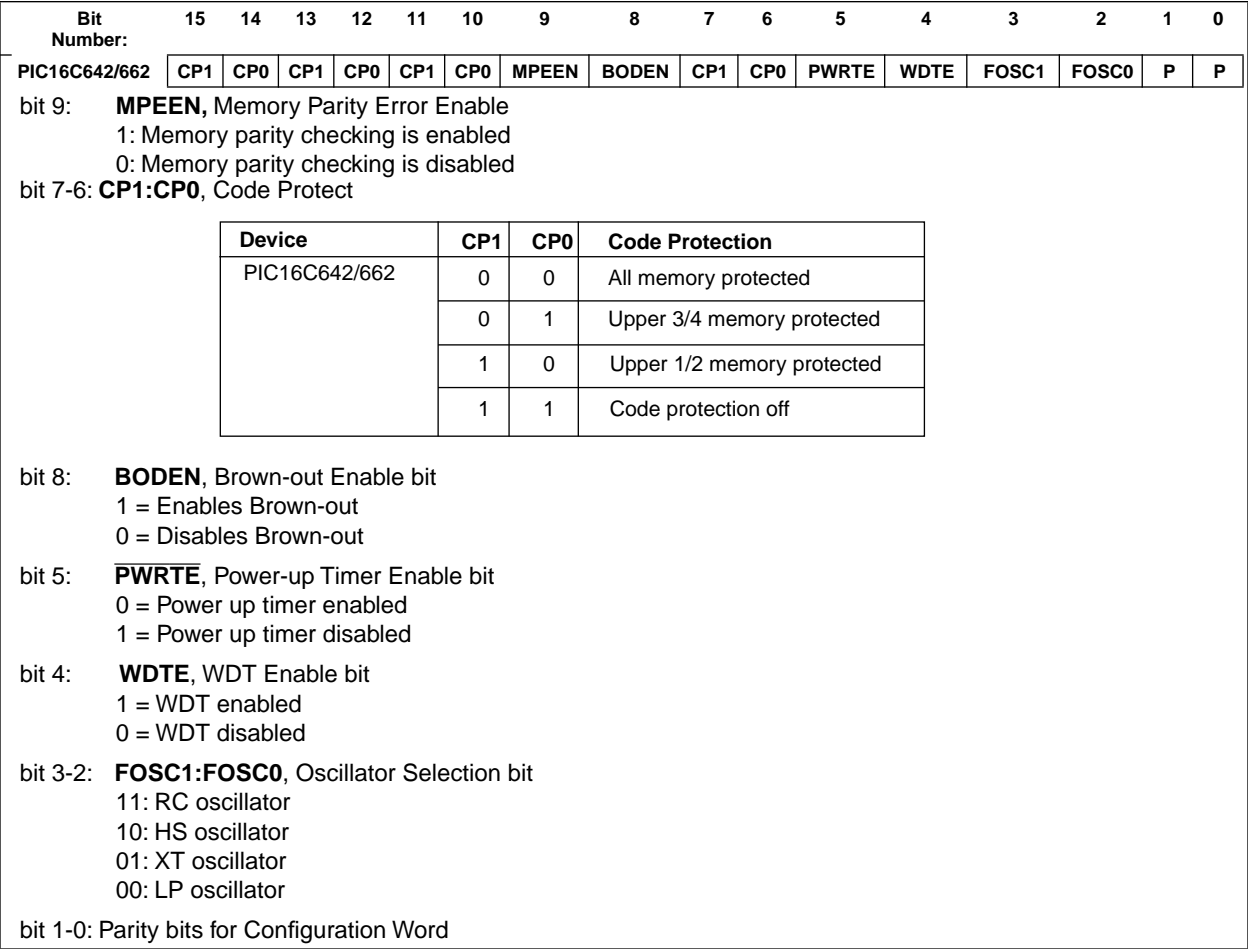 Bit Number: 15 14 13 12 11 10 9 8 7 6 5 4 3 2 1 0
PIC16C642/662 CP1 CP0 CP1 CP0 CP1 CP0 MPEEN BODEN CP1 CP0 PWRTE WDTE FOSC1 FOSC0 P P
bit 9: MPEEN, Memory Parity Error Enable
1: Memory parity checking is enabled
0: Memory parity checking is disabled
bit 7-6: CP1:CP0, Code Protect
Device CP1 CP0 Code Protection
PIC16C642/662 0 0 All memory protected
0 1 Upper 3/4 memory protected
1 0 Upper 1/2 memory protected
1 1 Code protection off
bit 8: BODEN, Brown-out Enable bit
1 = Enables Brown-out
0 = Disables Brown-out
bit 5: P̅W̅R̅T̅E̅, Power-up Timer Enable bit
0 = Power up timer enabled
1 = Power up timer disabled
bit 4: WDTE, WDT Enable bit
1 = WDT enabled
0 = WDT disabled
bit 3-2: FOSC1:FOSC0, Oscillator Selection bit
11: RC oscillator
10: HS oscillator
01: XT oscillator
00: LP oscillator
bit 1-0: Parity bits for Configuration Word